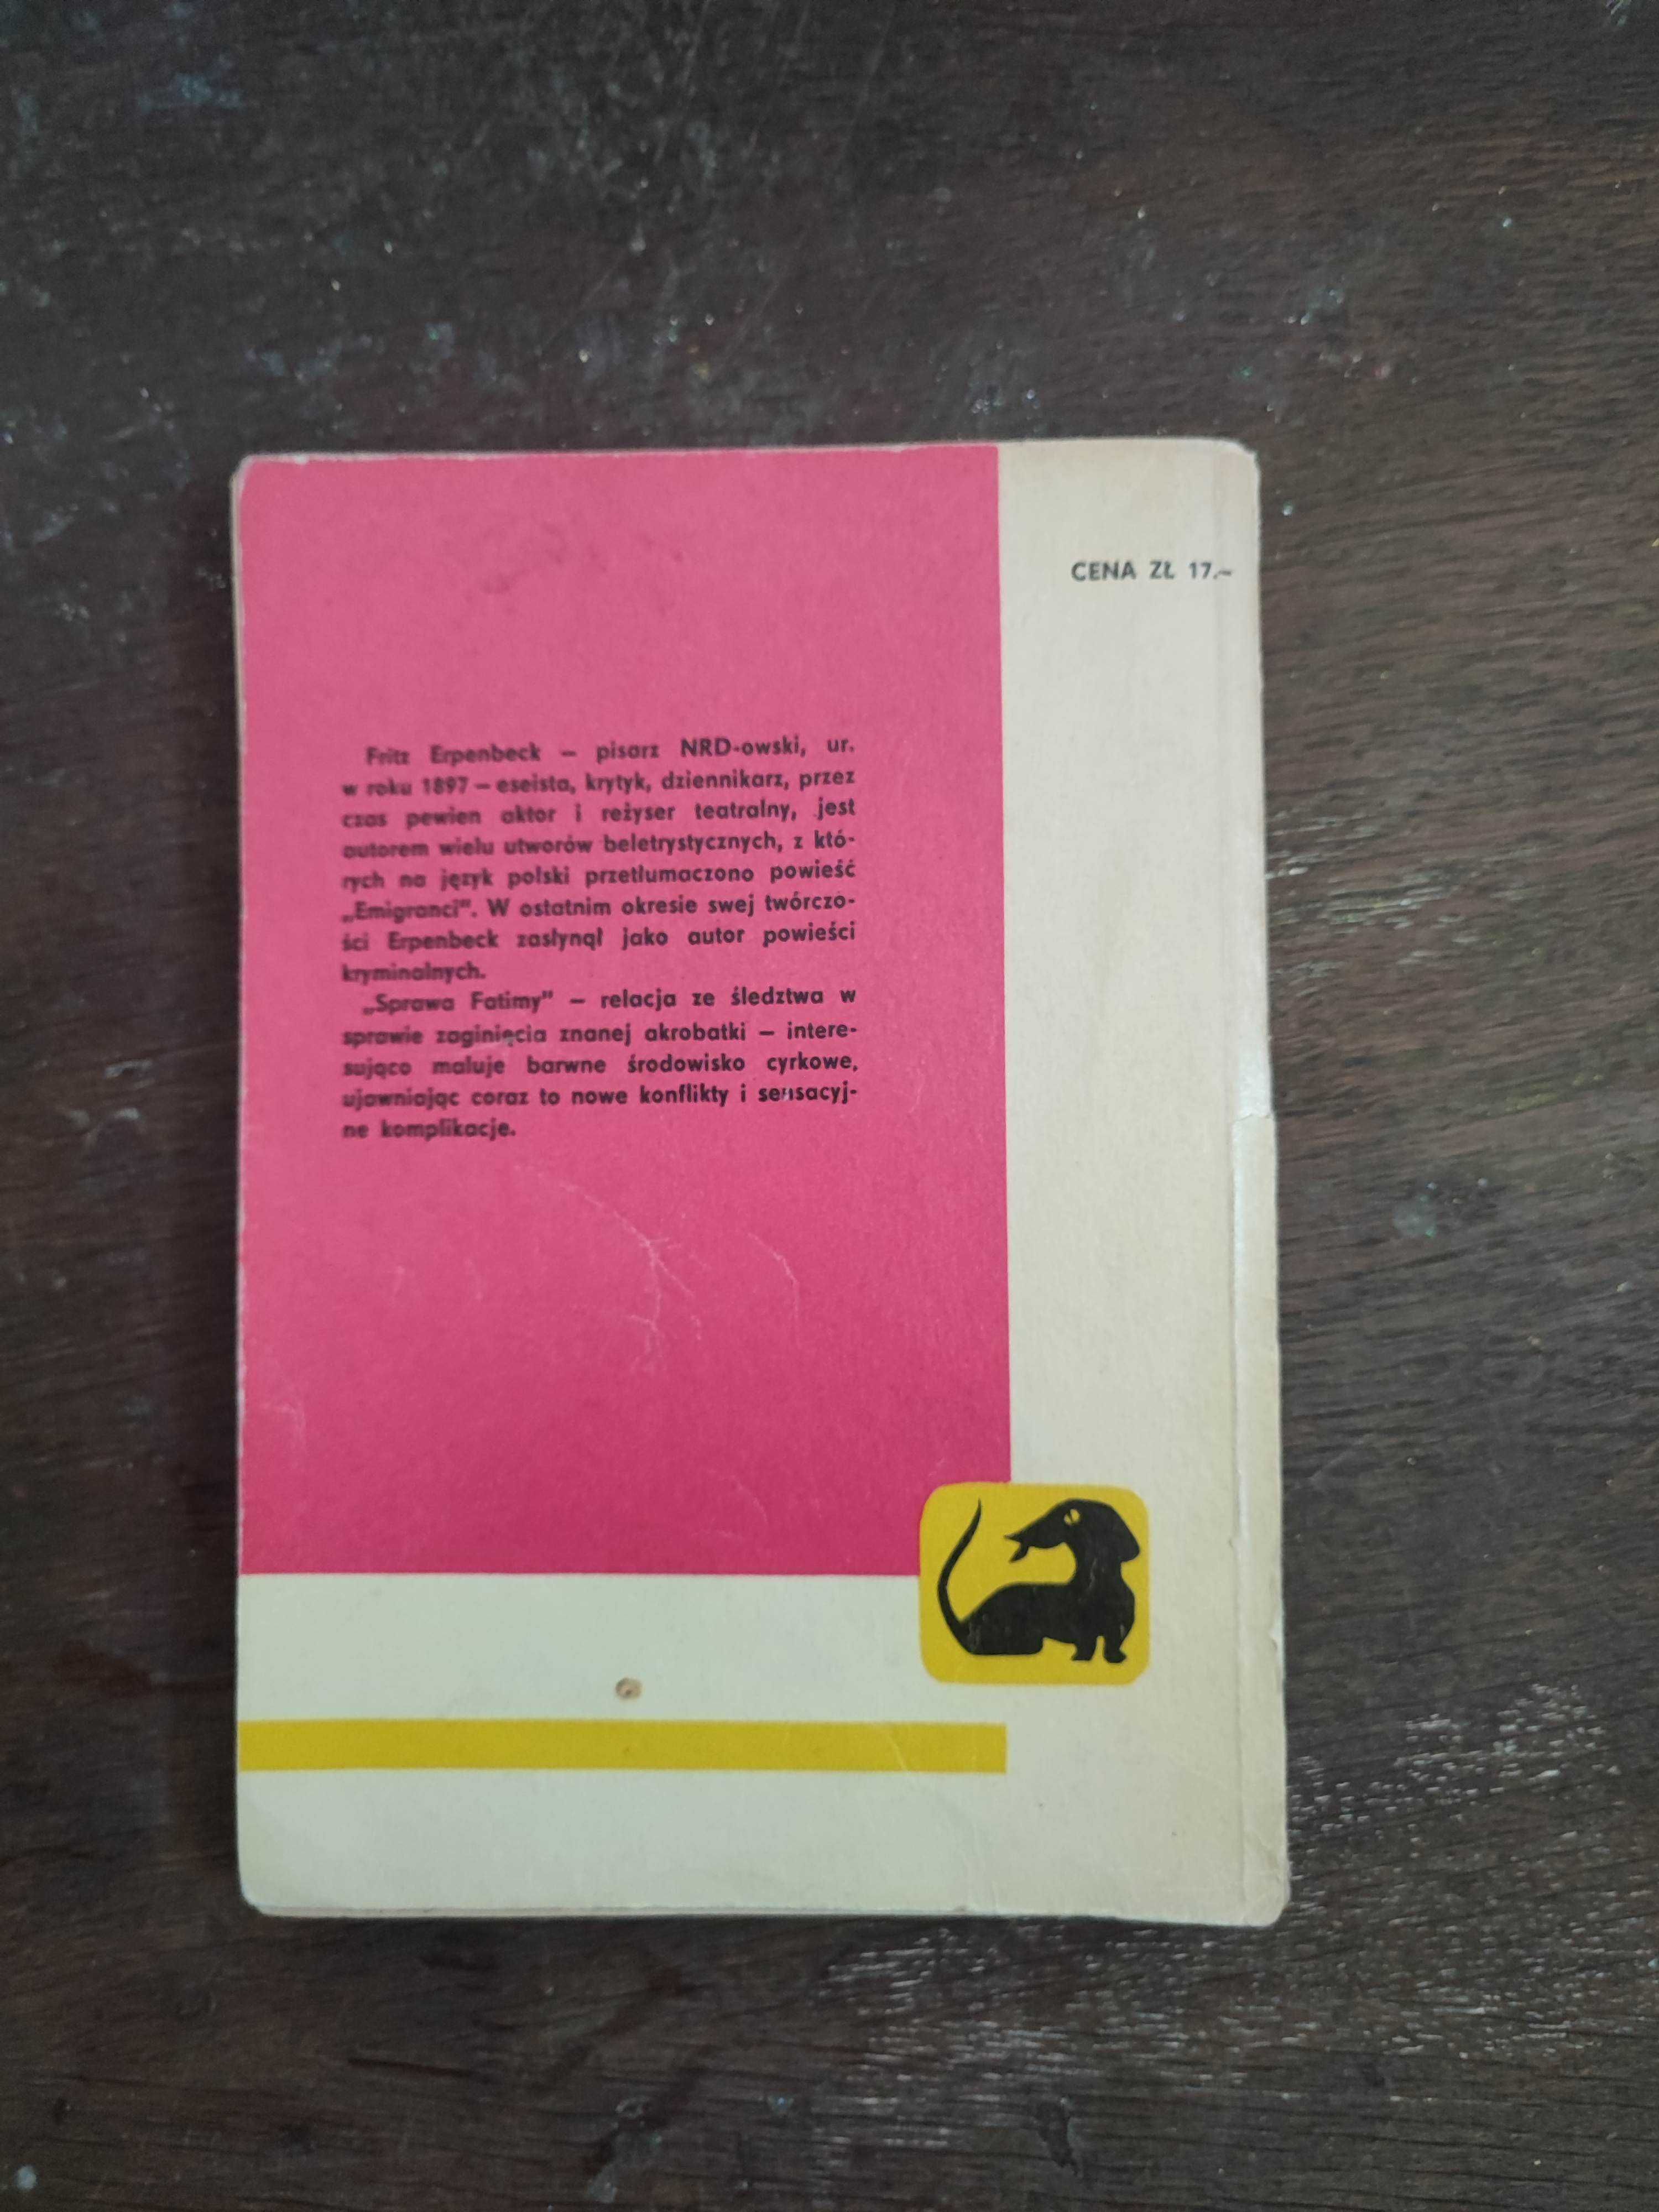 CENA ZŁ 17.–
Fritz Erpenbeck – pisarz NRD-owski, ur.
w roku 1897 – eseista, krytyk, dziennikarz, przez
czas pewien aktor i reżyser teatralny, jest
autorem wielu utworów beletrystycznych, z któ-
rych na język polski przetłumaczono powieść
„Emigranci”. W ostatnim okresie swej twórczo-
ści Erpenbeck zasłynął jako autor powieści
kryminalnych.
„Sprawa Fatimy” – relacja ze śledztwa w
sprawie zaginięcia znanej akrobatki – intere-
sująco maluje barwne środowisko cyrkowe,
ujawniając coraz to nowe konflikty i sensacyj-
ne komplikacje.